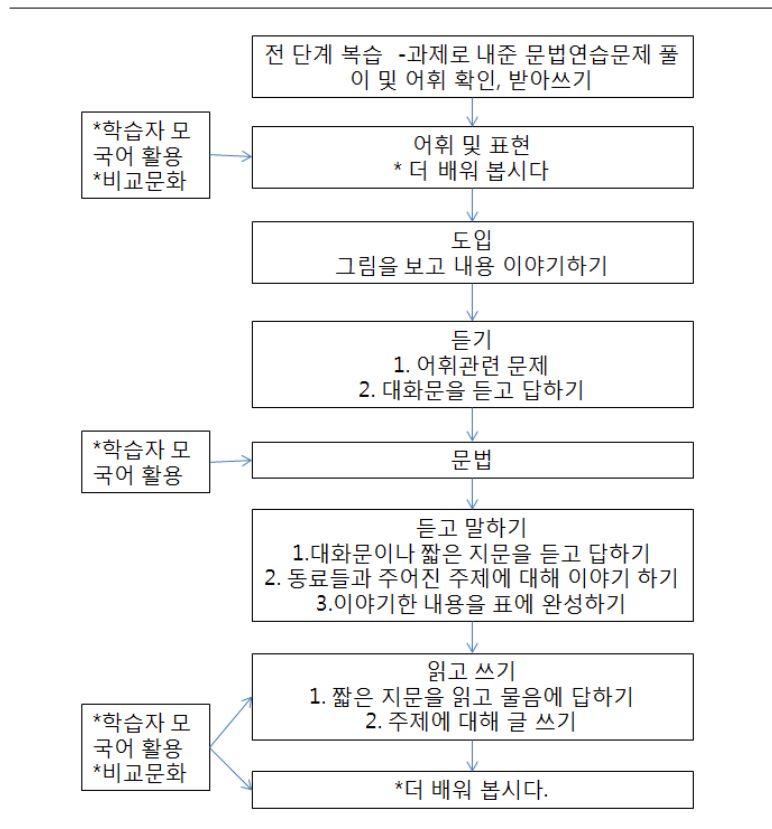 전 단계 복습 -과제로 내준 문법연습문제 풀
이 및 어휘 확인, 받아쓰기
*학습자 모
국어 활용
*비교문화
어휘 및 표현
* 더 배워 봅시다
도입
그림을 보고 내용 이야기하기
듣기
1. 어휘관련 문제
2. 대화문을 듣고 답하기
*학습자 모
국어 활용
문법
듣고 말하기
1.대화문이나 짧은 지문을 듣고 답하기
2. 동료들과 주어진 주제에 대해 이야기 하기
3.이야기한 내용을 표에 완성하기
읽고 쓰기
1. 짧은 지문을 읽고 물음에 답하기
2. 주제에 대해 글 쓰기
*학습자 모
국어 활용
*비교문화
*더 배워 봅시다.